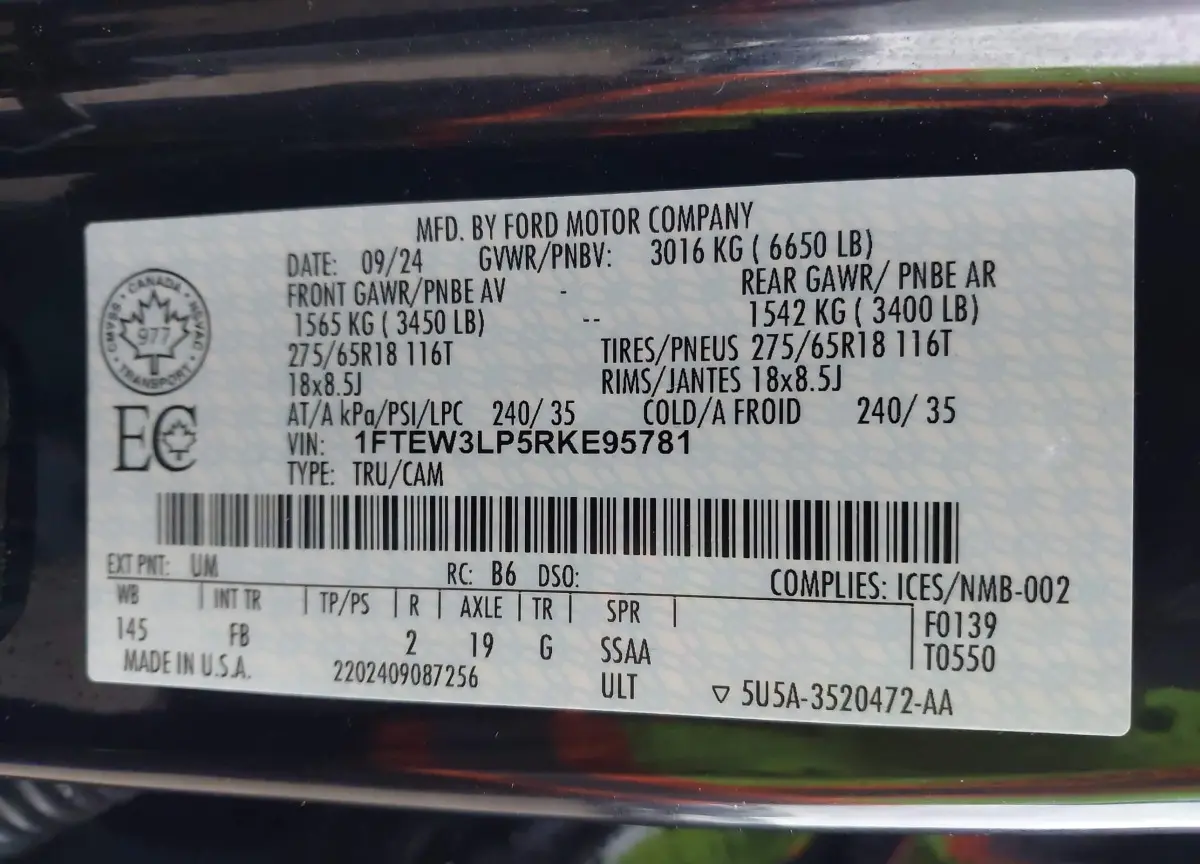 MFD. BY FORD MOTOR COMPANY
DATE: 09/24 GVWR/PNBV: 3016 KG ( 6650 LB)
FRONT GAWR/PNBE AV - REAR GAWR/ PNBE AR
1565 KG ( 3450 LB) -- 1542 KG ( 3400 LB)
275/65R18 116T TIRES/PNEUS 275/65R18 116T
18x8.5J RIMS/JANTES 18x8.5J
AT/A kPa/PSI/LPC 240/ 35 COLD/A FROID 240/ 35
VIN: 1FTEW3LP5RKE95781
TYPE: TRU/CAM
CANADA
NSVAC
TRANSPORT
CMVSS
977
EC
EXT PNT: UM RC: B6 DSO: COMPLIES: ICES/NMB-002
WB | INT TR | TP/PS | R | AXLE | TR | SPR | F0139
145 FB 2 19 G SSAA T0550
MADE IN U.S.A. 2202409087256 ULT ▽ 5U5A-3520472-AA